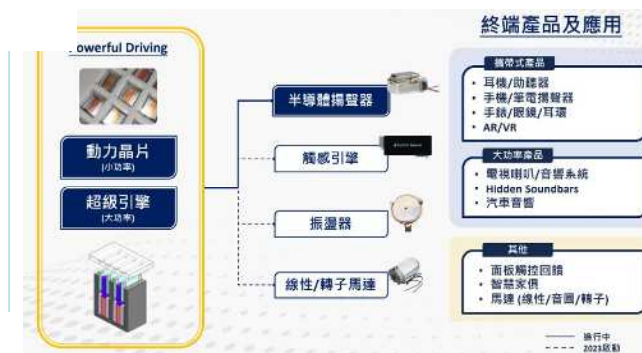 終端產品及應用
Powerful Driving
動力晶片
(小功率)
超級引擎
(大功率)
半導體揚聲器
觸感引擎
振盪器
線性/轉子馬達
攜帶式產品
• 耳機/助聽器
• 手機/筆電揚聲器
• 手錶/眼鏡/耳環
• AR/VR
大功率產品
• 電視喇叭/音響系統
• Hidden Soundbars
• 汽車音響
其他
• 面板觸控回饋
• 智慧家俱
• 馬達 (線性/音圈/轉子)
進行中
2023啟動